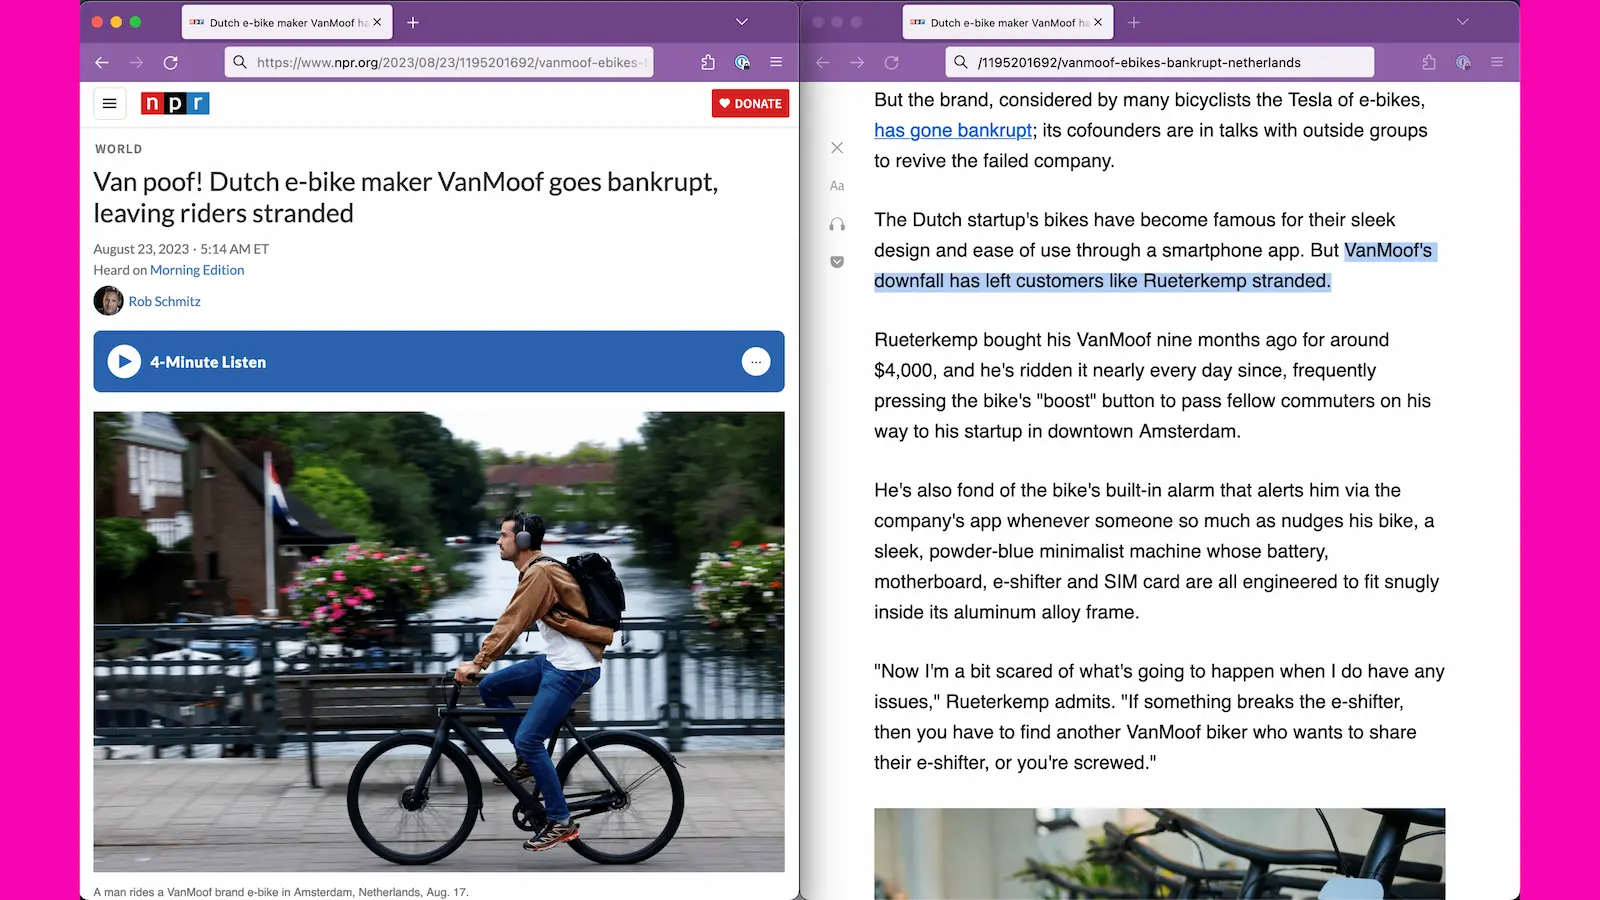 Dutch e-bike maker VanMoof ha
https://www.npr.org/2023/08/23/1195201692/vanmoof-ebikes-
npr
DONATE
WORLD
Van poof! Dutch e-bike maker VanMoof goes bankrupt,
leaving riders stranded
August 23, 2023 · 5:14 AM ET
Heard on Morning Edition
Rob Schmitz
4-Minute Listen
A man rides a VanMoof brand e-bike in Amsterdam, Netherlands, Aug. 17.
Dutch e-bike maker VanMoof ha
/1195201692/vanmoof-ebikes-bankrupt-netherlands
Aa
But the brand, considered by many bicyclists the Tesla of e-bikes,
has gone bankrupt; its cofounders are in talks with outside groups
to revive the failed company.
The Dutch startup's bikes have become famous for their sleek
design and ease of use through a smartphone app. But VanMoof's
downfall has left customers like Rueterkemp stranded.
Rueterkemp bought his VanMoof nine months ago for around
$4,000, and he's ridden it nearly every day since, frequently
pressing the bike's "boost" button to pass fellow commuters on his
way to his startup in downtown Amsterdam.
He's also fond of the bike's built-in alarm that alerts him via the
company's app whenever someone so much as nudges his bike, a
sleek, powder-blue minimalist machine whose battery,
motherboard, e-shifter and SIM card are all engineered to fit snugly
inside its aluminum alloy frame.
"Now I'm a bit scared of what's going to happen when I do have any
issues," Rueterkemp admits. "If something breaks the e-shifter,
then you have to find another VanMoof biker who wants to share
their e-shifter, or you're screwed."